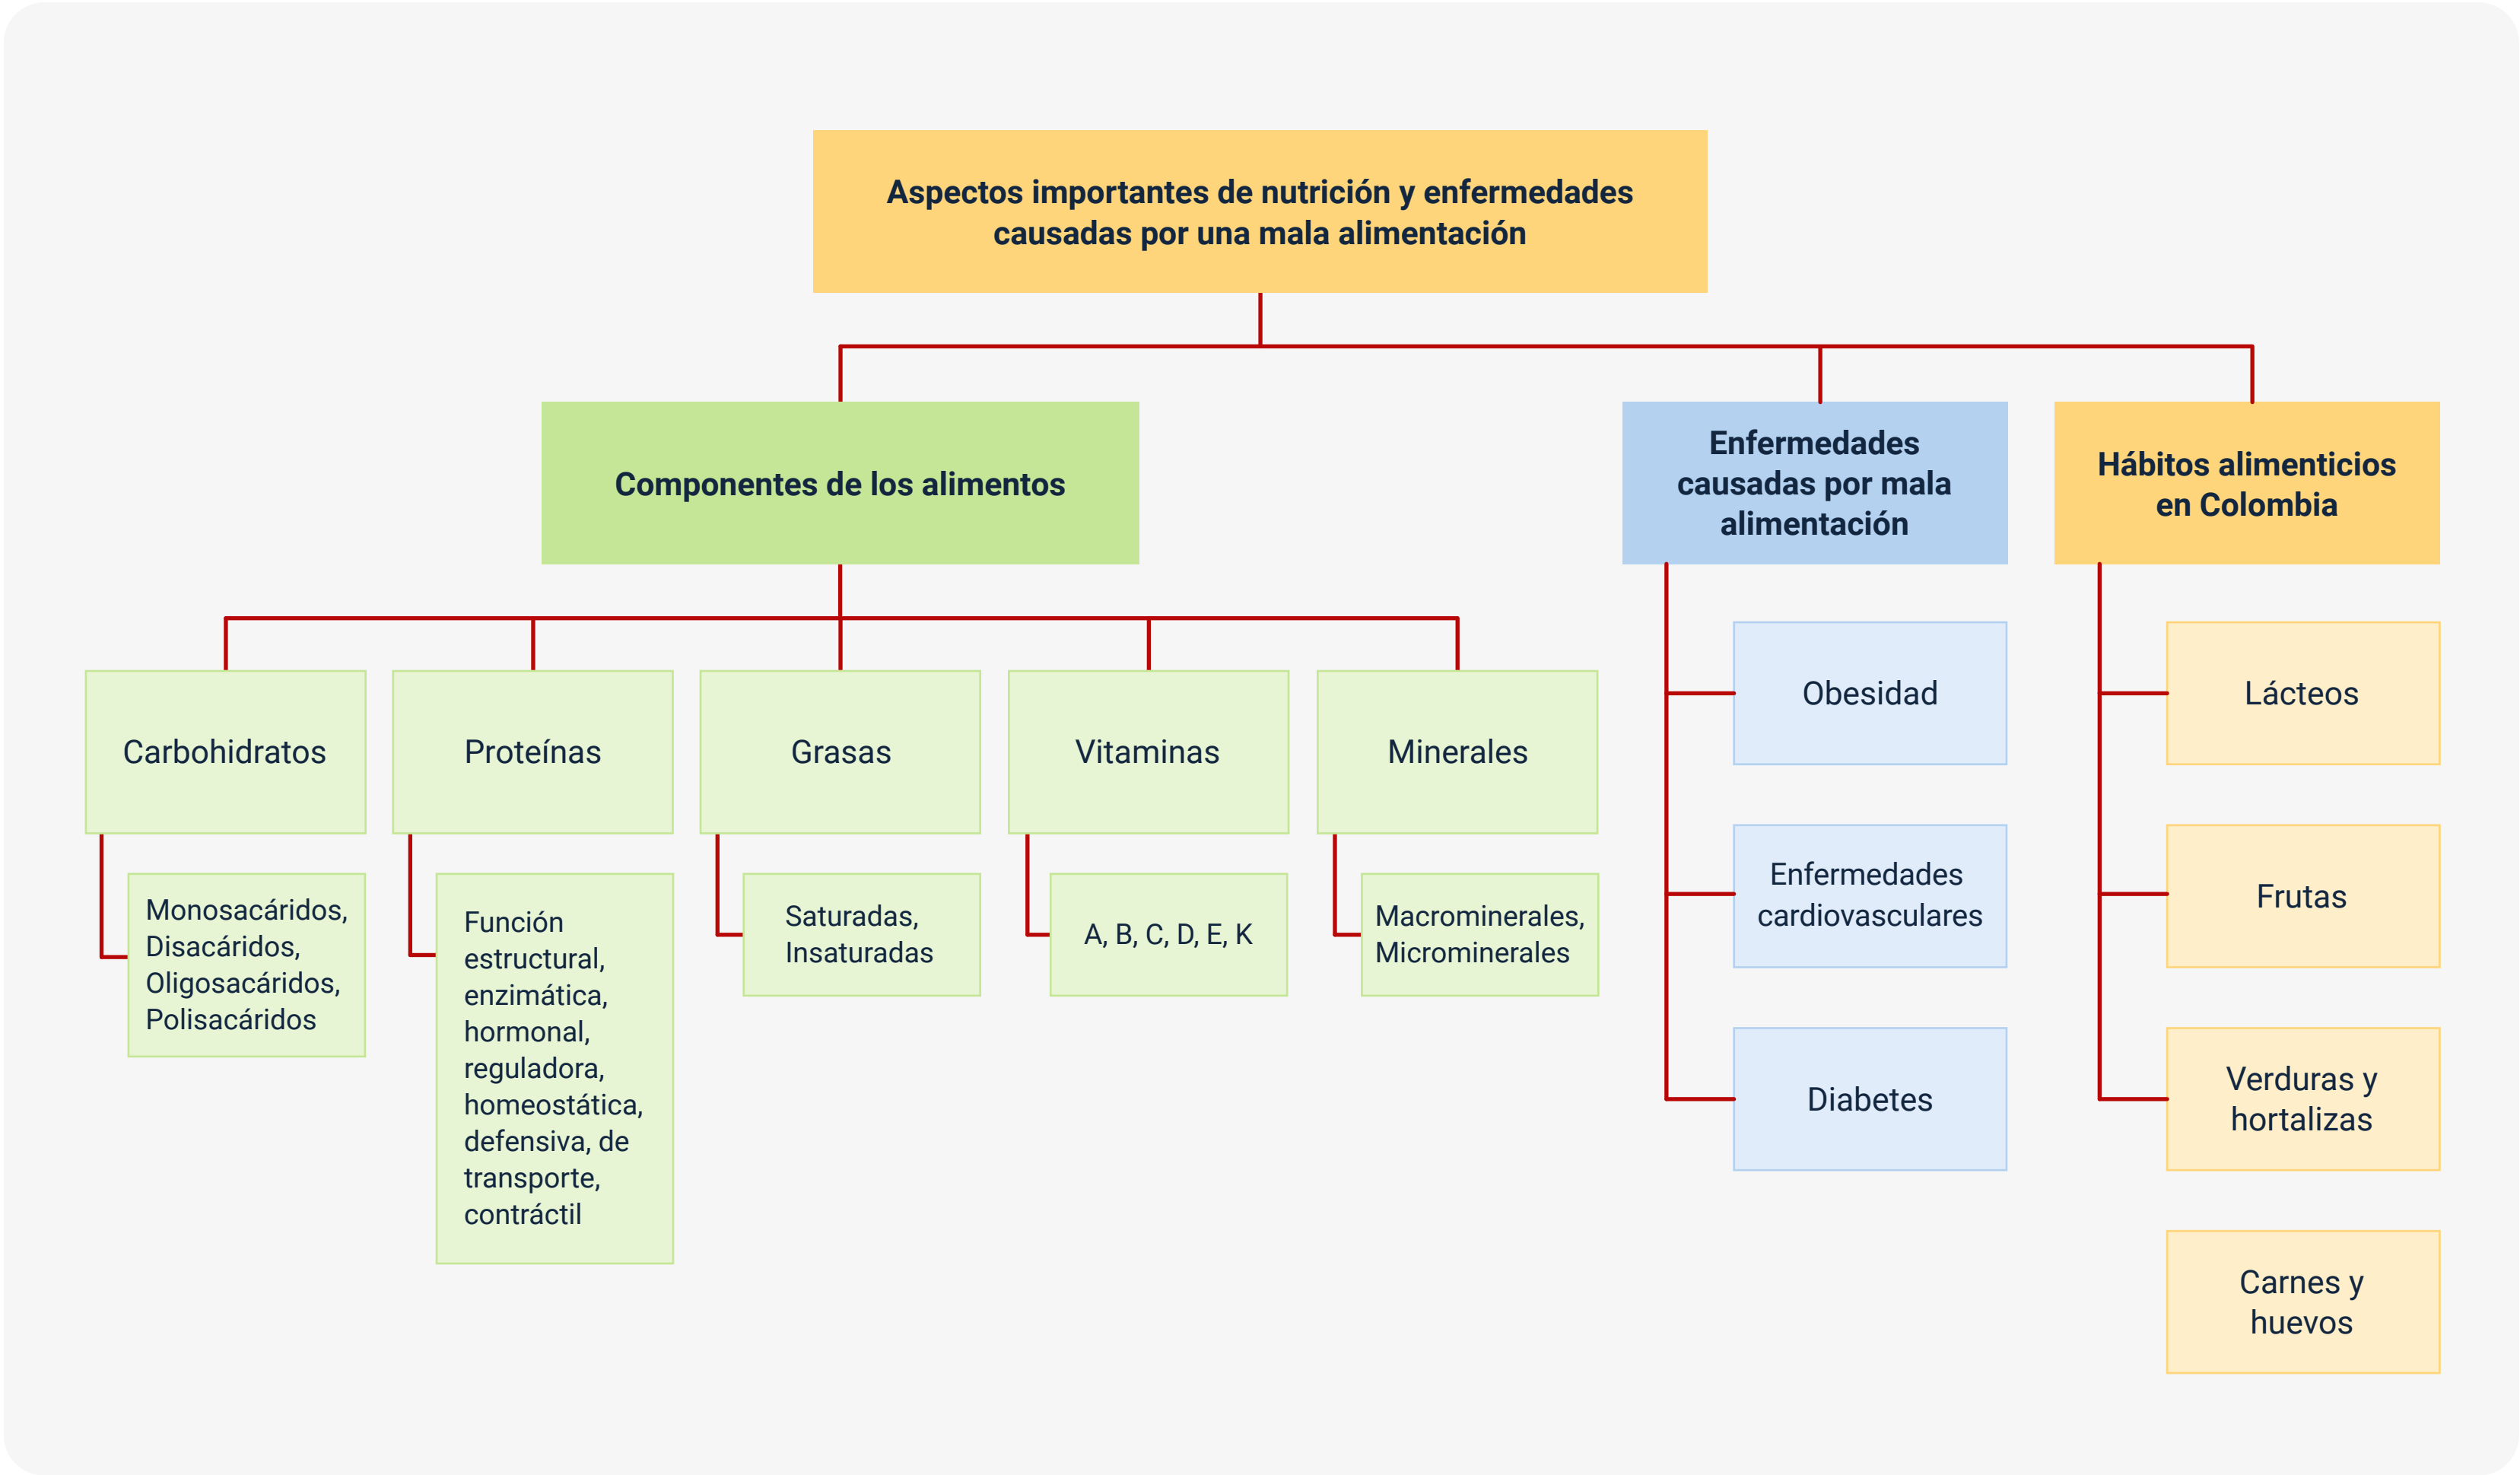 Aspectos importantes de nutrición y enfermedades
causadas por una mala alimentación
Componentes de los alimentos
Enfermedades
causadas por mala
alimentación
Hábitos alimenticios
en Colombia
Carbohidratos
Monosacáridos,
Disacáridos,
Oligosacáridos,
Polisacáridos
Proteínas
Función
estructural,
enzimática,
hormonal,
reguladora,
homeostática,
defensiva, de
transporte,
contráctil
Grasas
Saturadas,
Insaturadas
Vitaminas
A, B, C, D, E, K
Minerales
Macrominerales,
Microminerales
Obesidad
Enfermedades
cardiovasculares
Diabetes
Lácteos
Frutas
Verduras y
hortalizas
Carnes y
huevos